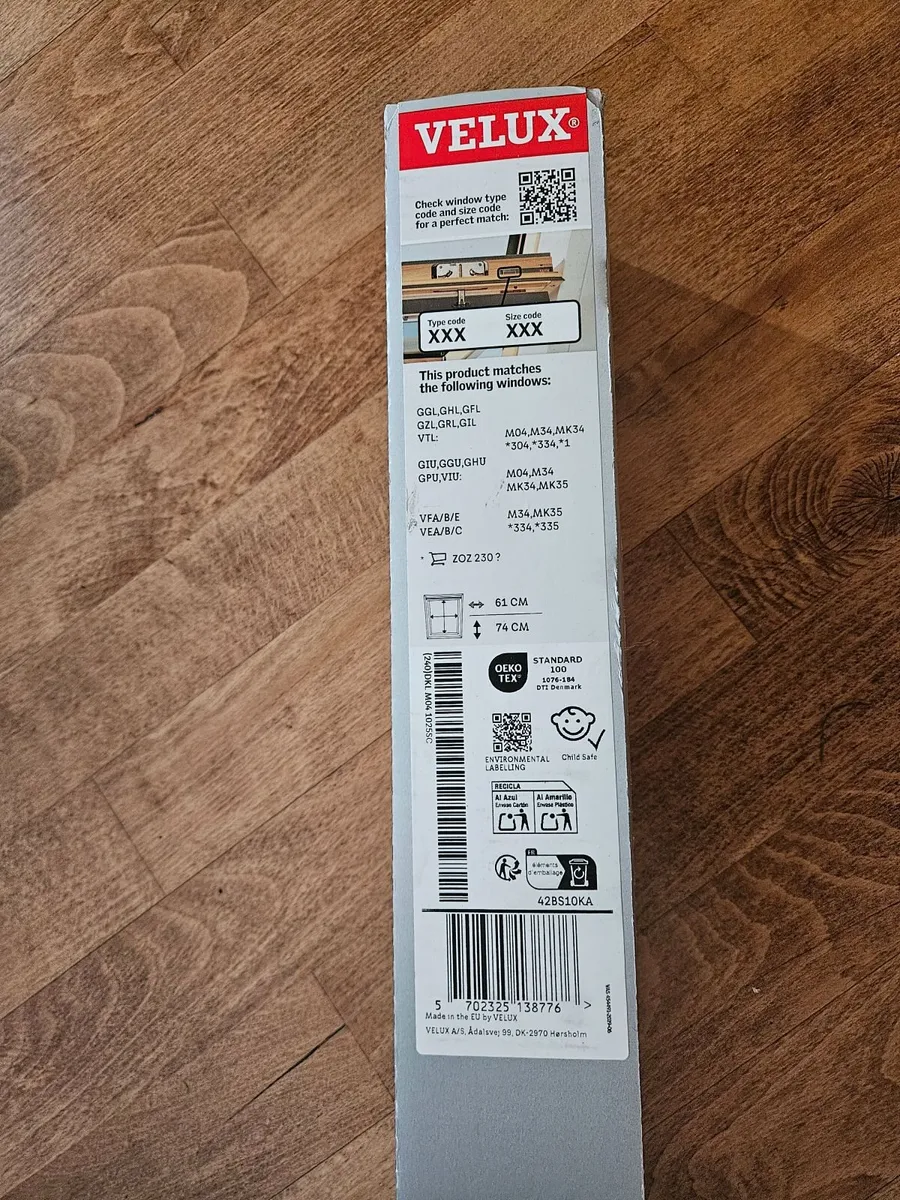 VELUX®
Check window type
code and size code
for a perfect match:
Type code
XXX
Size code
XXX
This product matches
the following windows:
GGL,GHL,GFL
GZL,GRL,GIL
VTL:
M04,M34,MK34
*304,*334,*1
GIU,GGU,GHU
GPU,VIU:
M04,M34
MK34,MK35
VFA/B/E
VEA/B/C
M34,MK35
*334,*335
* ZOZ 230 ?
61 CM
74 CM
(240)DKL M04 1025SC
OEKO
TEX®
STANDARD
100
1076-184
DTI Denmark
ENVIRONMENTAL
LABELLING
Child Safe
RECICLA
Al Azul
Envase Cartón
Al Amarillo
Envase Plástico
FR
éléments
d'emballage
42BS10KA
5 702325 138776 >
Made in the EU by VELUX
VELUX A/S, Ådalsvej 99, DK-2970 Hørsholm